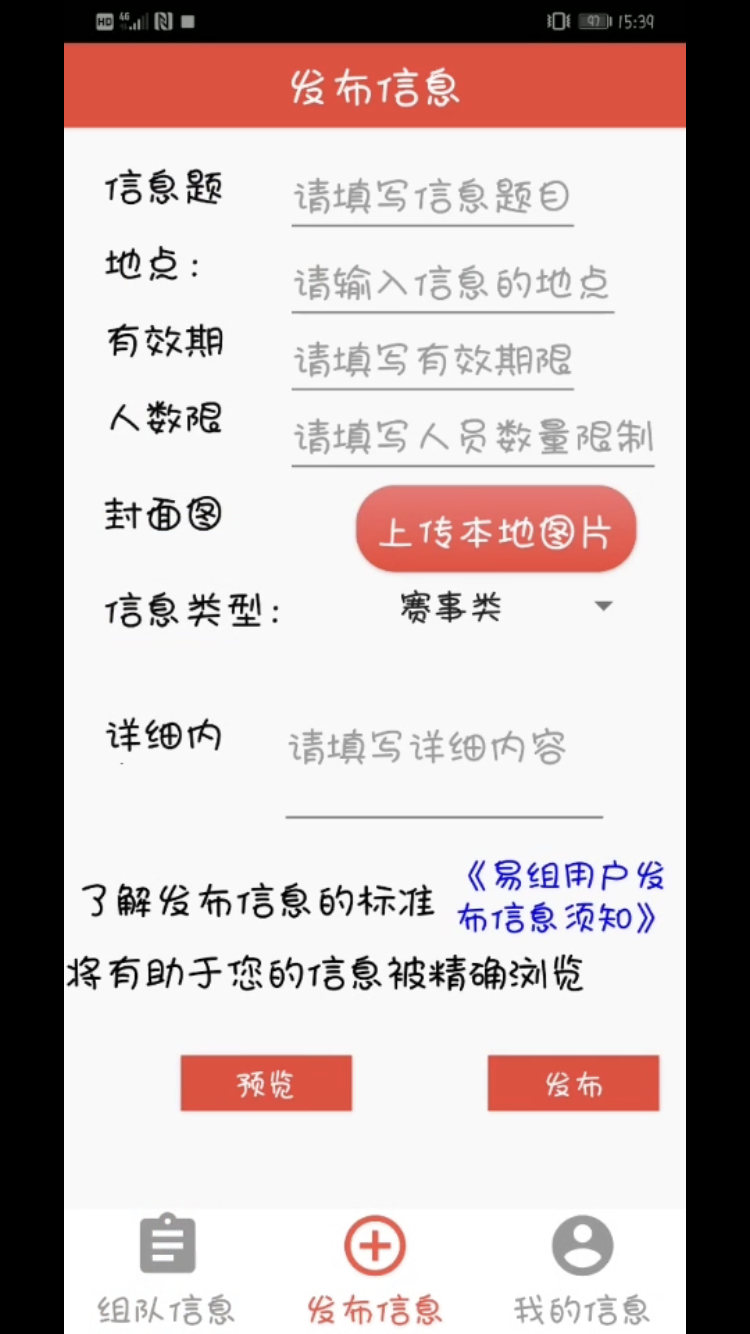 HD 4G 97 15:39
发布信息
信息题 请填写信息题目
地点: 请输入信息的地点
有效期 请填写有效期限
人数限 请填写人员数量限制
封面图 上传本地图片
信息类型: 赛事类
详细内 请填写详细内容
了解发布信息的标准 《易组用户发
布信息须知》
将有助于您的信息被精确浏览
预览 发布
组队信息 发布信息 我的信息